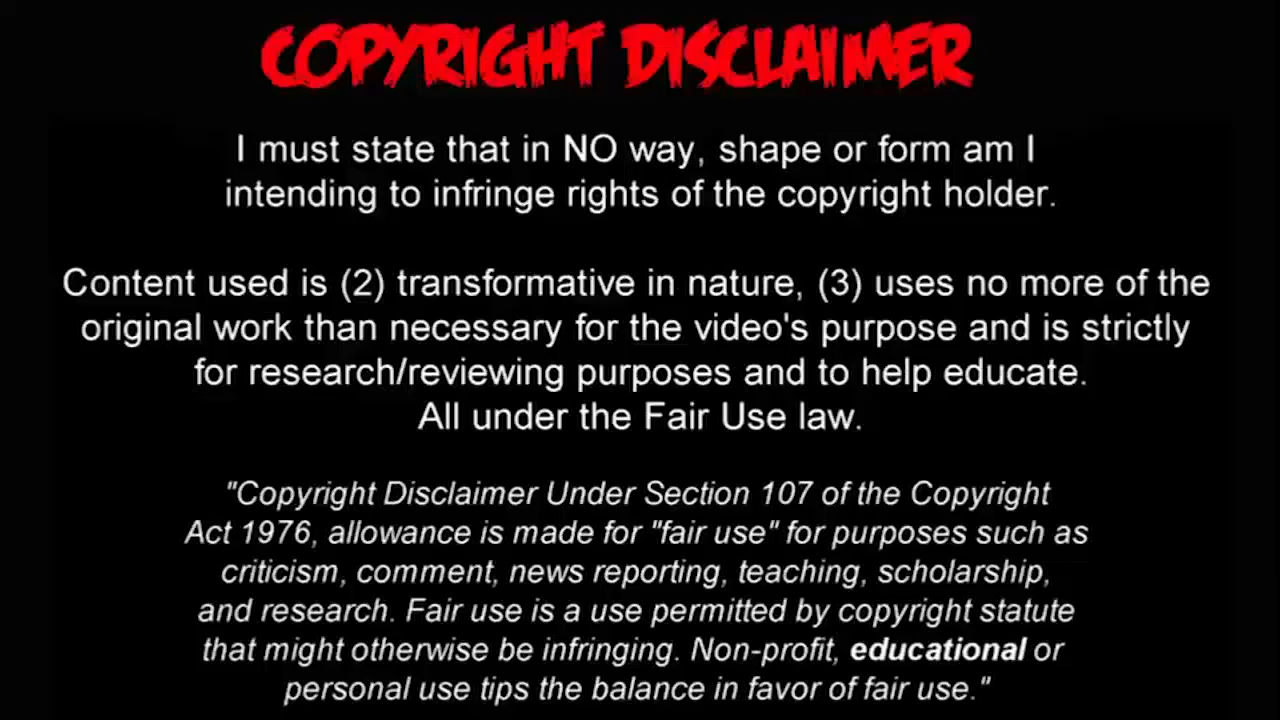 COPYRIGHT DISCLAIMER
I must state that in NO way, shape or form am I
intending to infringe rights of the copyright holder.
Content used is (2) transformative in nature, (3) uses no more of the
original work than necessary for the video's purpose and is strictly
for research/reviewing purposes and to help educate.
All under the Fair Use law.
"Copyright Disclaimer Under Section 107 of the Copyright
Act 1976, allowance is made for "fair use" for purposes such as
criticism, comment, news reporting, teaching, scholarship,
and research. Fair use is a use permitted by copyright statute
that might otherwise be infringing. Non-profit, educational or
personal use tips the balance in favor of fair use."